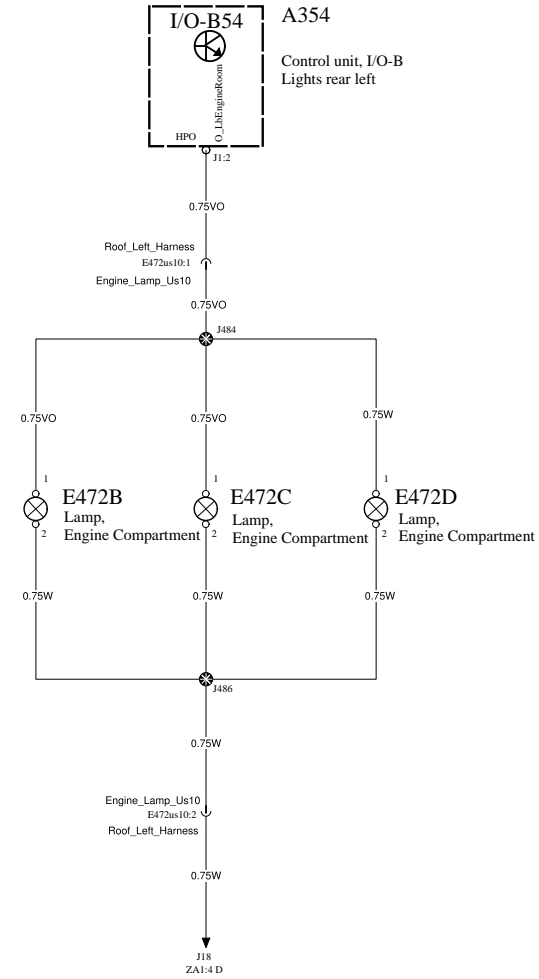 I/O-B54
A354
Control unit, I/O-B
Lights rear left
O_LbEngineRoom
HPO
J1:2
0.75VO
Roof_Left_Harness
E472us10:1
Engine_Lamp_Us10
0.75VO
J484
0.75VO
0.75VO
0.75W
1
1
1
E472B
E472C
E472D
Lamp,
Engine Compartment
Lamp,
Engine Compartment
Lamp,
Engine Compartment
2
2
2
0.75W
0.75W
0.75W
J486
0.75W
Engine_Lamp_Us10
E472us10:2
Roof_Left_Harness
0.75W
J18
ZA1:4 D